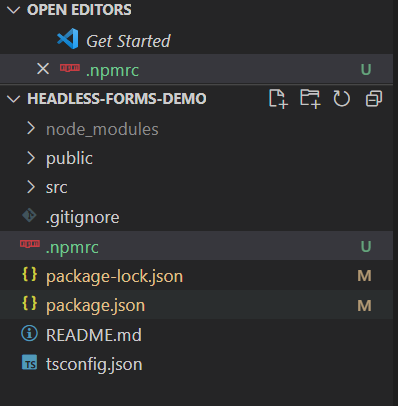 OPEN EDITORS
Get Started
.npmrc U
HEADLESS-FORMS-DEMO
node_modules
public
src
.gitignore
.npmrc U
{} package-lock.json M
{} package.json M
README.md
TS tsconfig.json